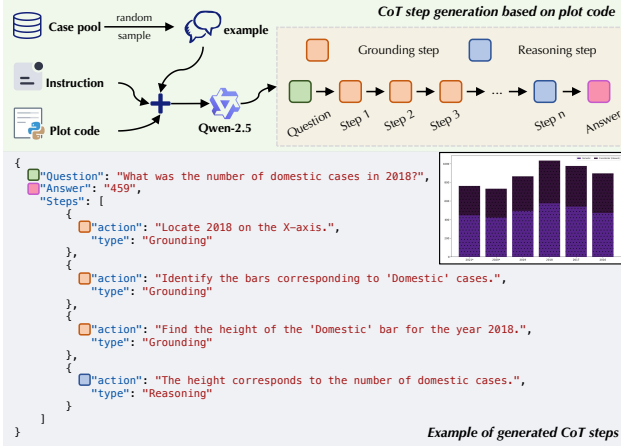 CoT step generation based on plot code
Case pool
random
sample
example
Instruction
Plot code
Qwen-2.5
Grounding step
Reasoning step
...
Question
Step 1
Step 2
Step 3
Step n
Answer
{
"Question": "What was the number of domestic cases in 2018?",
"Answer": "459",
"Steps": [
{
"action": "Locate 2018 on the X-axis.",
"type": "Grounding"
},
{
"action": "Identify the bars corresponding to 'Domestic' cases.",
"type": "Grounding"
},
{
"action": "Find the height of the 'Domestic' bar for the year 2018.",
"type": "Grounding"
},
{
"action": "The height corresponds to the number of domestic cases.",
"type": "Reasoning"
}
]
}
Example of generated CoT steps